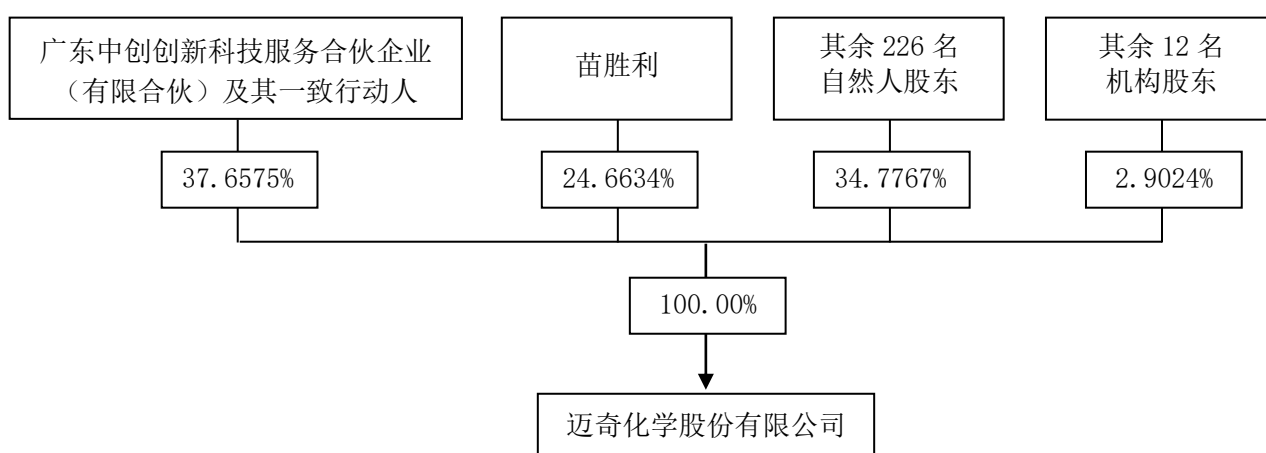 广东中创创新科技服务合伙企业
（有限合伙）及其一致行动人
苗胜利
其余 226 名
自然人股东
其余 12 名
机构股东
37.6575%
24.6634%
34.7767%
2.9024%
100.00%
迈奇化学股份有限公司